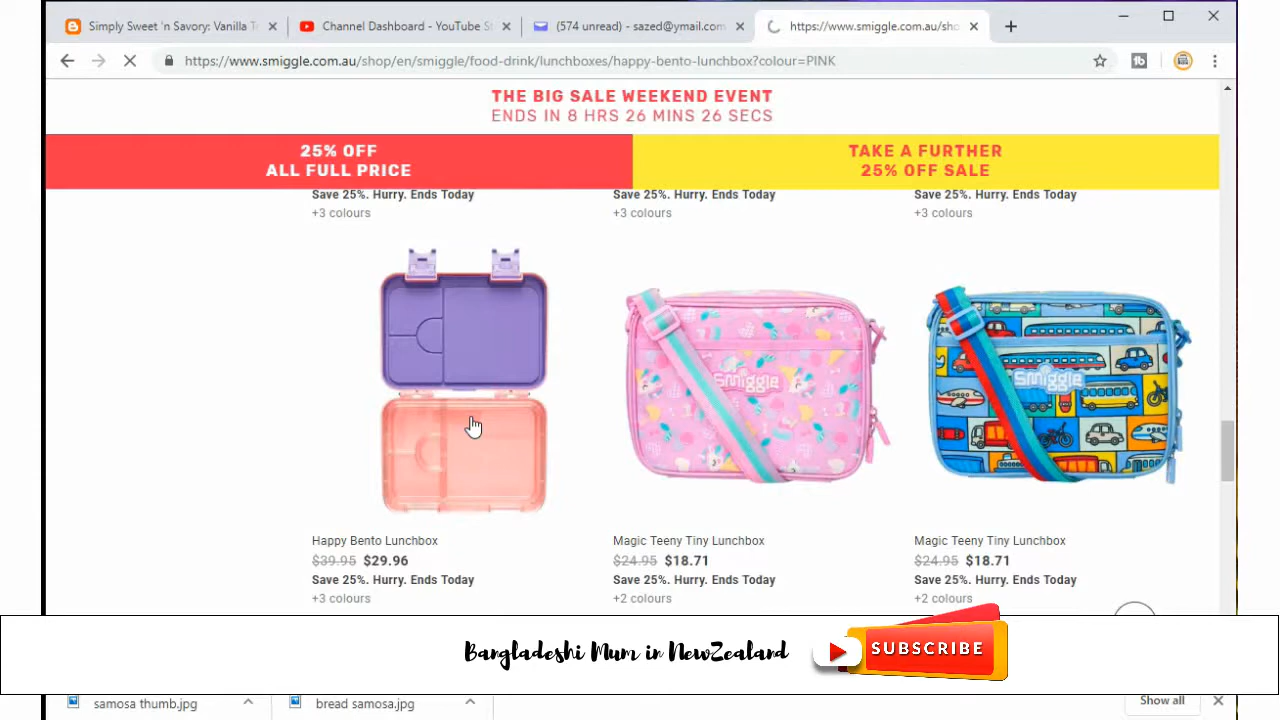 Simply Sweet 'n Savory: Vanilla T
Channel Dashboard - YouTube St
(574 unread) - sazed@ymail.com
https://www.smiggle.com.au/sho
https://www.smiggle.com.au/shop/en/smiggle/food-drink/lunchboxes/happy-bento-lunchbox?colour=PINK
THE BIG SALE WEEKEND EVENT
ENDS IN 8 HRS 26 MINS 26 SECS
25% OFF
ALL FULL PRICE
TAKE A FURTHER
25% OFF SALE
Save 25%. Hurry. Ends Today
Save 25%. Hurry. Ends Today
Save 25%. Hurry. Ends Today
+3 colours
+3 colours
+3 colours
smiggle
smiggle
Happy Bento Lunchbox
$39.95 $29.96
Save 25%. Hurry. Ends Today
+3 colours
Magic Teeny Tiny Lunchbox
$24.95 $18.71
Save 25%. Hurry. Ends Today
+2 colours
Magic Teeny Tiny Lunchbox
$24.95 $18.71
Save 25%. Hurry. Ends Today
+2 colours
Bangladeshi Mum in NewZealand
SUBSCRIBE
samosa thumb.jpg
bread samosa.jpg
Show all